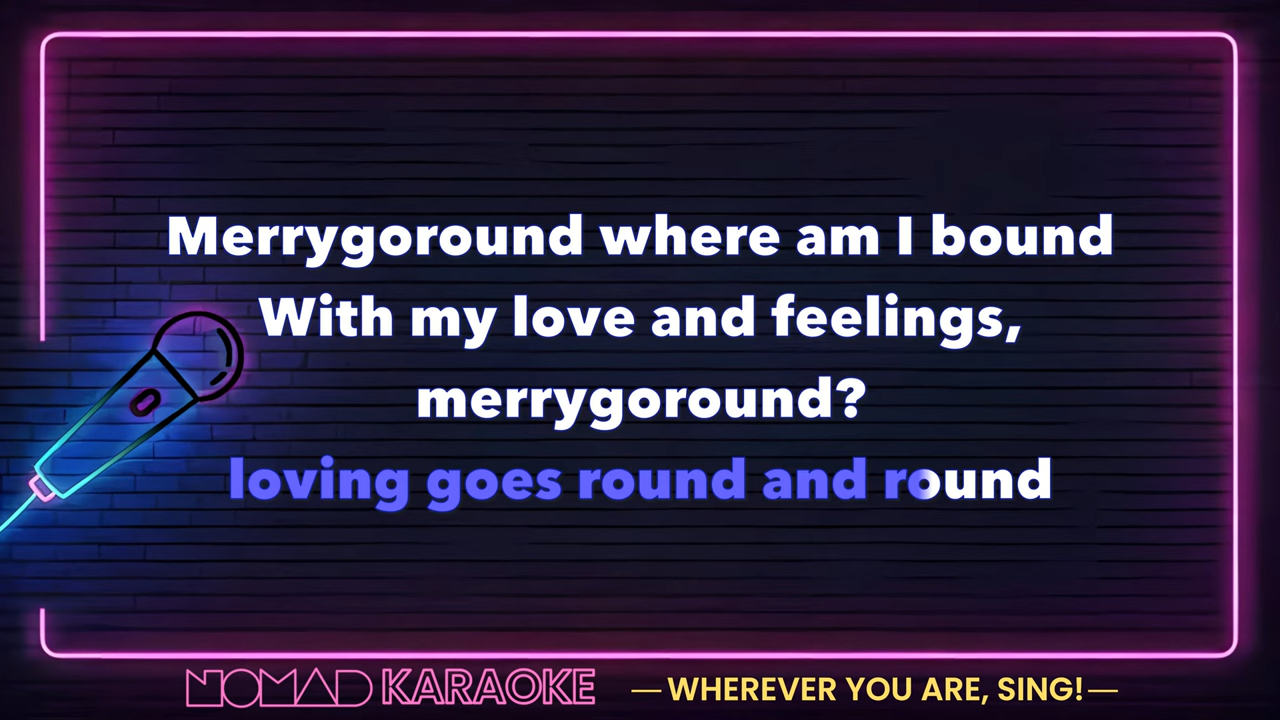 Merrygoround where am I bound
With my love and feelings,
merrygoround?
loving goes round and round
NOMAD KARAOKE —WHEREVER YOU ARE, SING!—